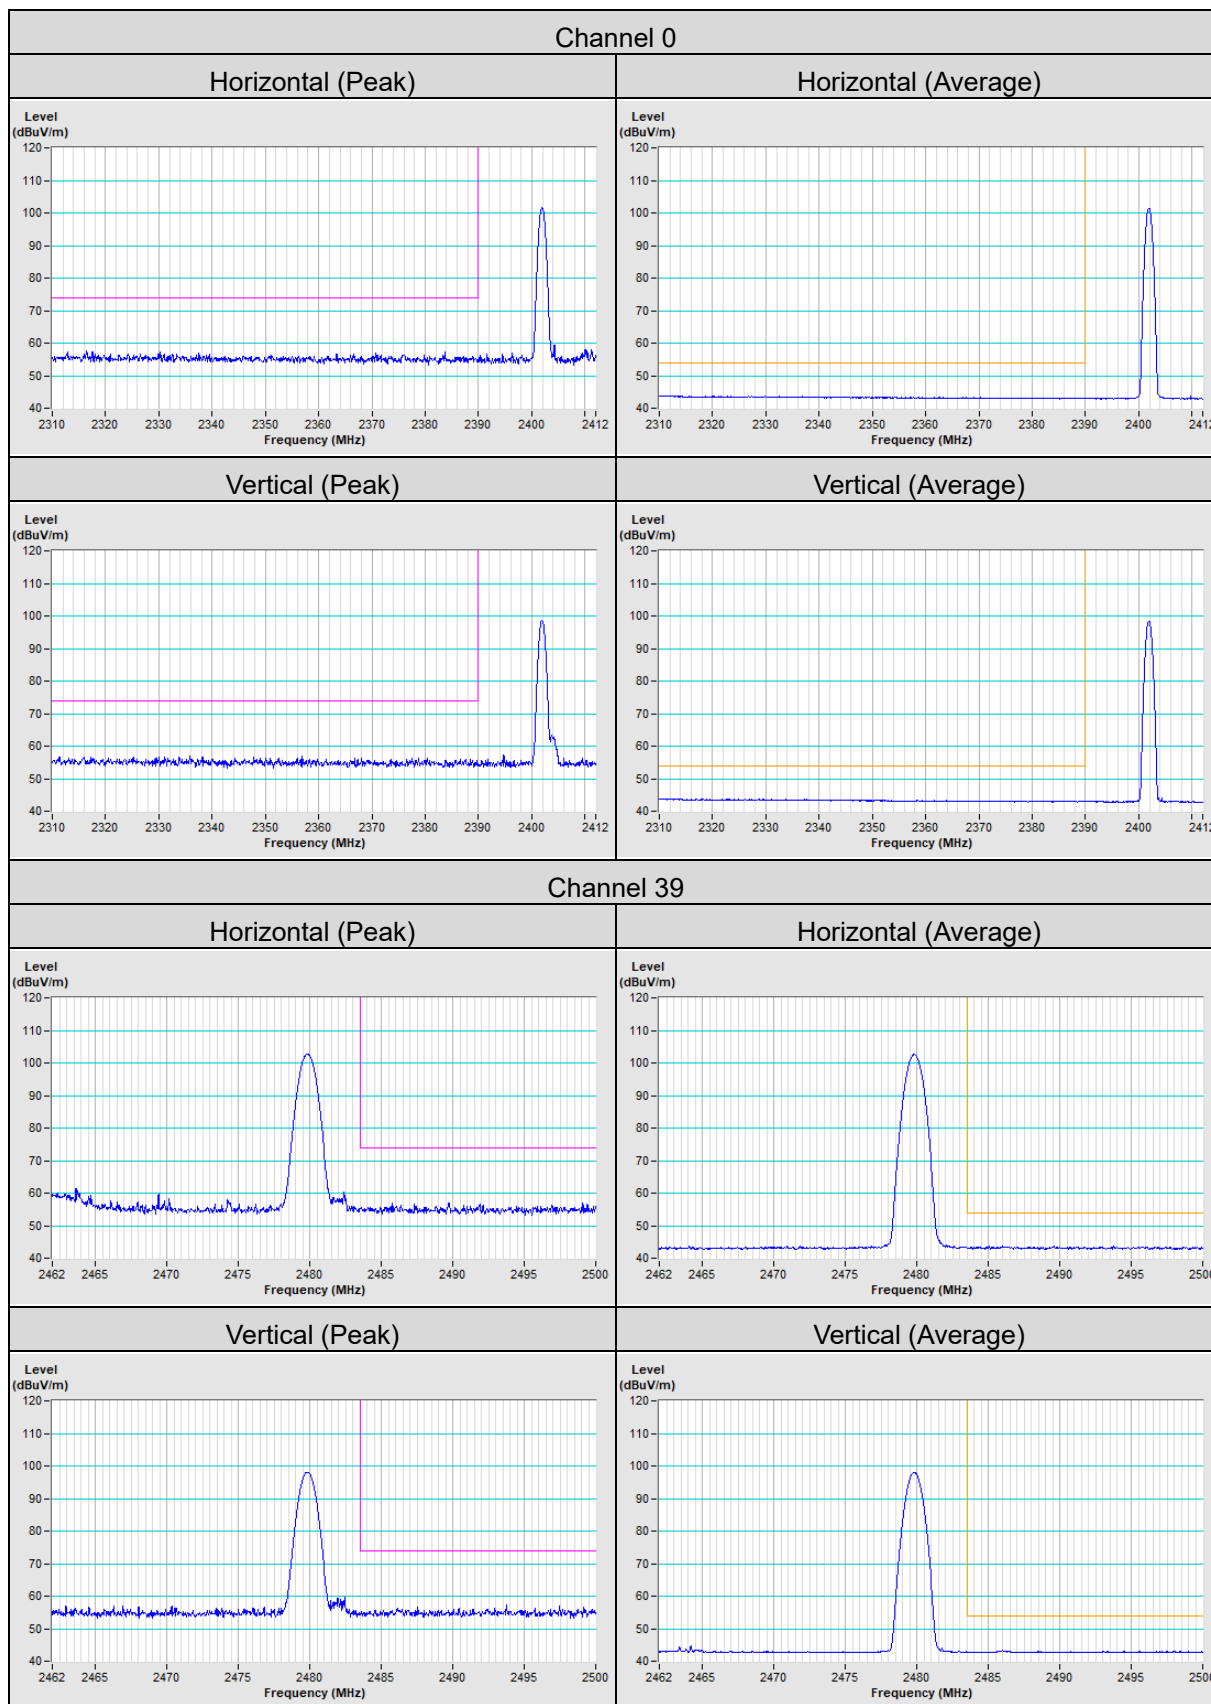 Channel 0
Horizontal (Peak)
Horizontal (Average)
Level
(dBuV/m)
120
110
100
90
80
70
60
50
40
2310 2320 2330 2340 2350 2360 2370 2380 2390 2400 2412
Frequency (MHz)
Level
(dBuV/m)
120
110
100
90
80
70
60
50
40
2310 2320 2330 2340 2350 2360 2370 2380 2390 2400 2412
Frequency (MHz)
Vertical (Peak)
Vertical (Average)
Level
(dBuV/m)
120
110
100
90
80
70
60
50
40
2310 2320 2330 2340 2350 2360 2370 2380 2390 2400 2412
Frequency (MHz)
Level
(dBuV/m)
120
110
100
90
80
70
60
50
40
2310 2320 2330 2340 2350 2360 2370 2380 2390 2400 2412
Frequency (MHz)
Channel 39
Horizontal (Peak)
Horizontal (Average)
Level
(dBuV/m)
120
110
100
90
80
70
60
50
40
2462 2465 2470 2475 2480 2485 2490 2495 2500
Frequency (MHz)
Level
(dBuV/m)
120
110
100
90
80
70
60
50
40
2462 2465 2470 2475 2480 2485 2490 2495 2500
Frequency (MHz)
Vertical (Peak)
Vertical (Average)
Level
(dBuV/m)
120
110
100
90
80
70
60
50
40
2462 2465 2470 2475 2480 2485 2490 2495 2500
Frequency (MHz)
Level
(dBuV/m)
120
110
100
90
80
70
60
50
40
2462 2465 2470 2475 2480 2485 2490 2495 2500
Frequency (MHz)